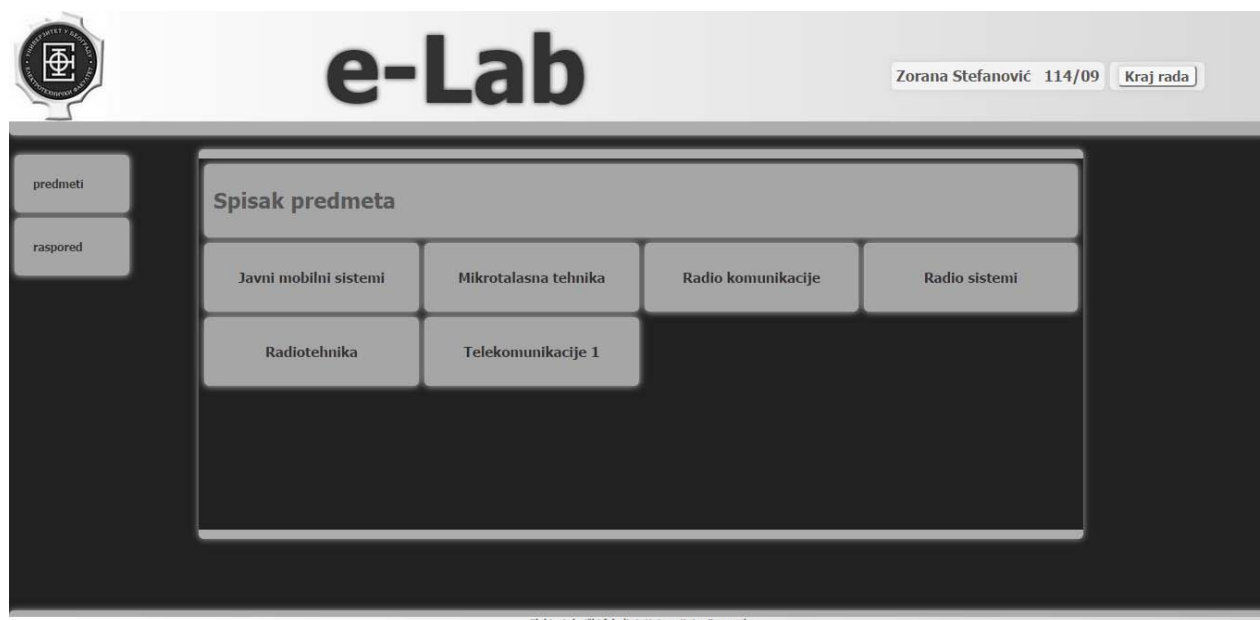 e-Lab
Zorana Stefanović 114/09 Kraj rada
predmeti
raspored
Spisak predmeta
Javni mobilni sistemi Mikrotalasna tehnika Radio komunikacije Radio sistemi
Radiotehnika Telekomunikacije 1